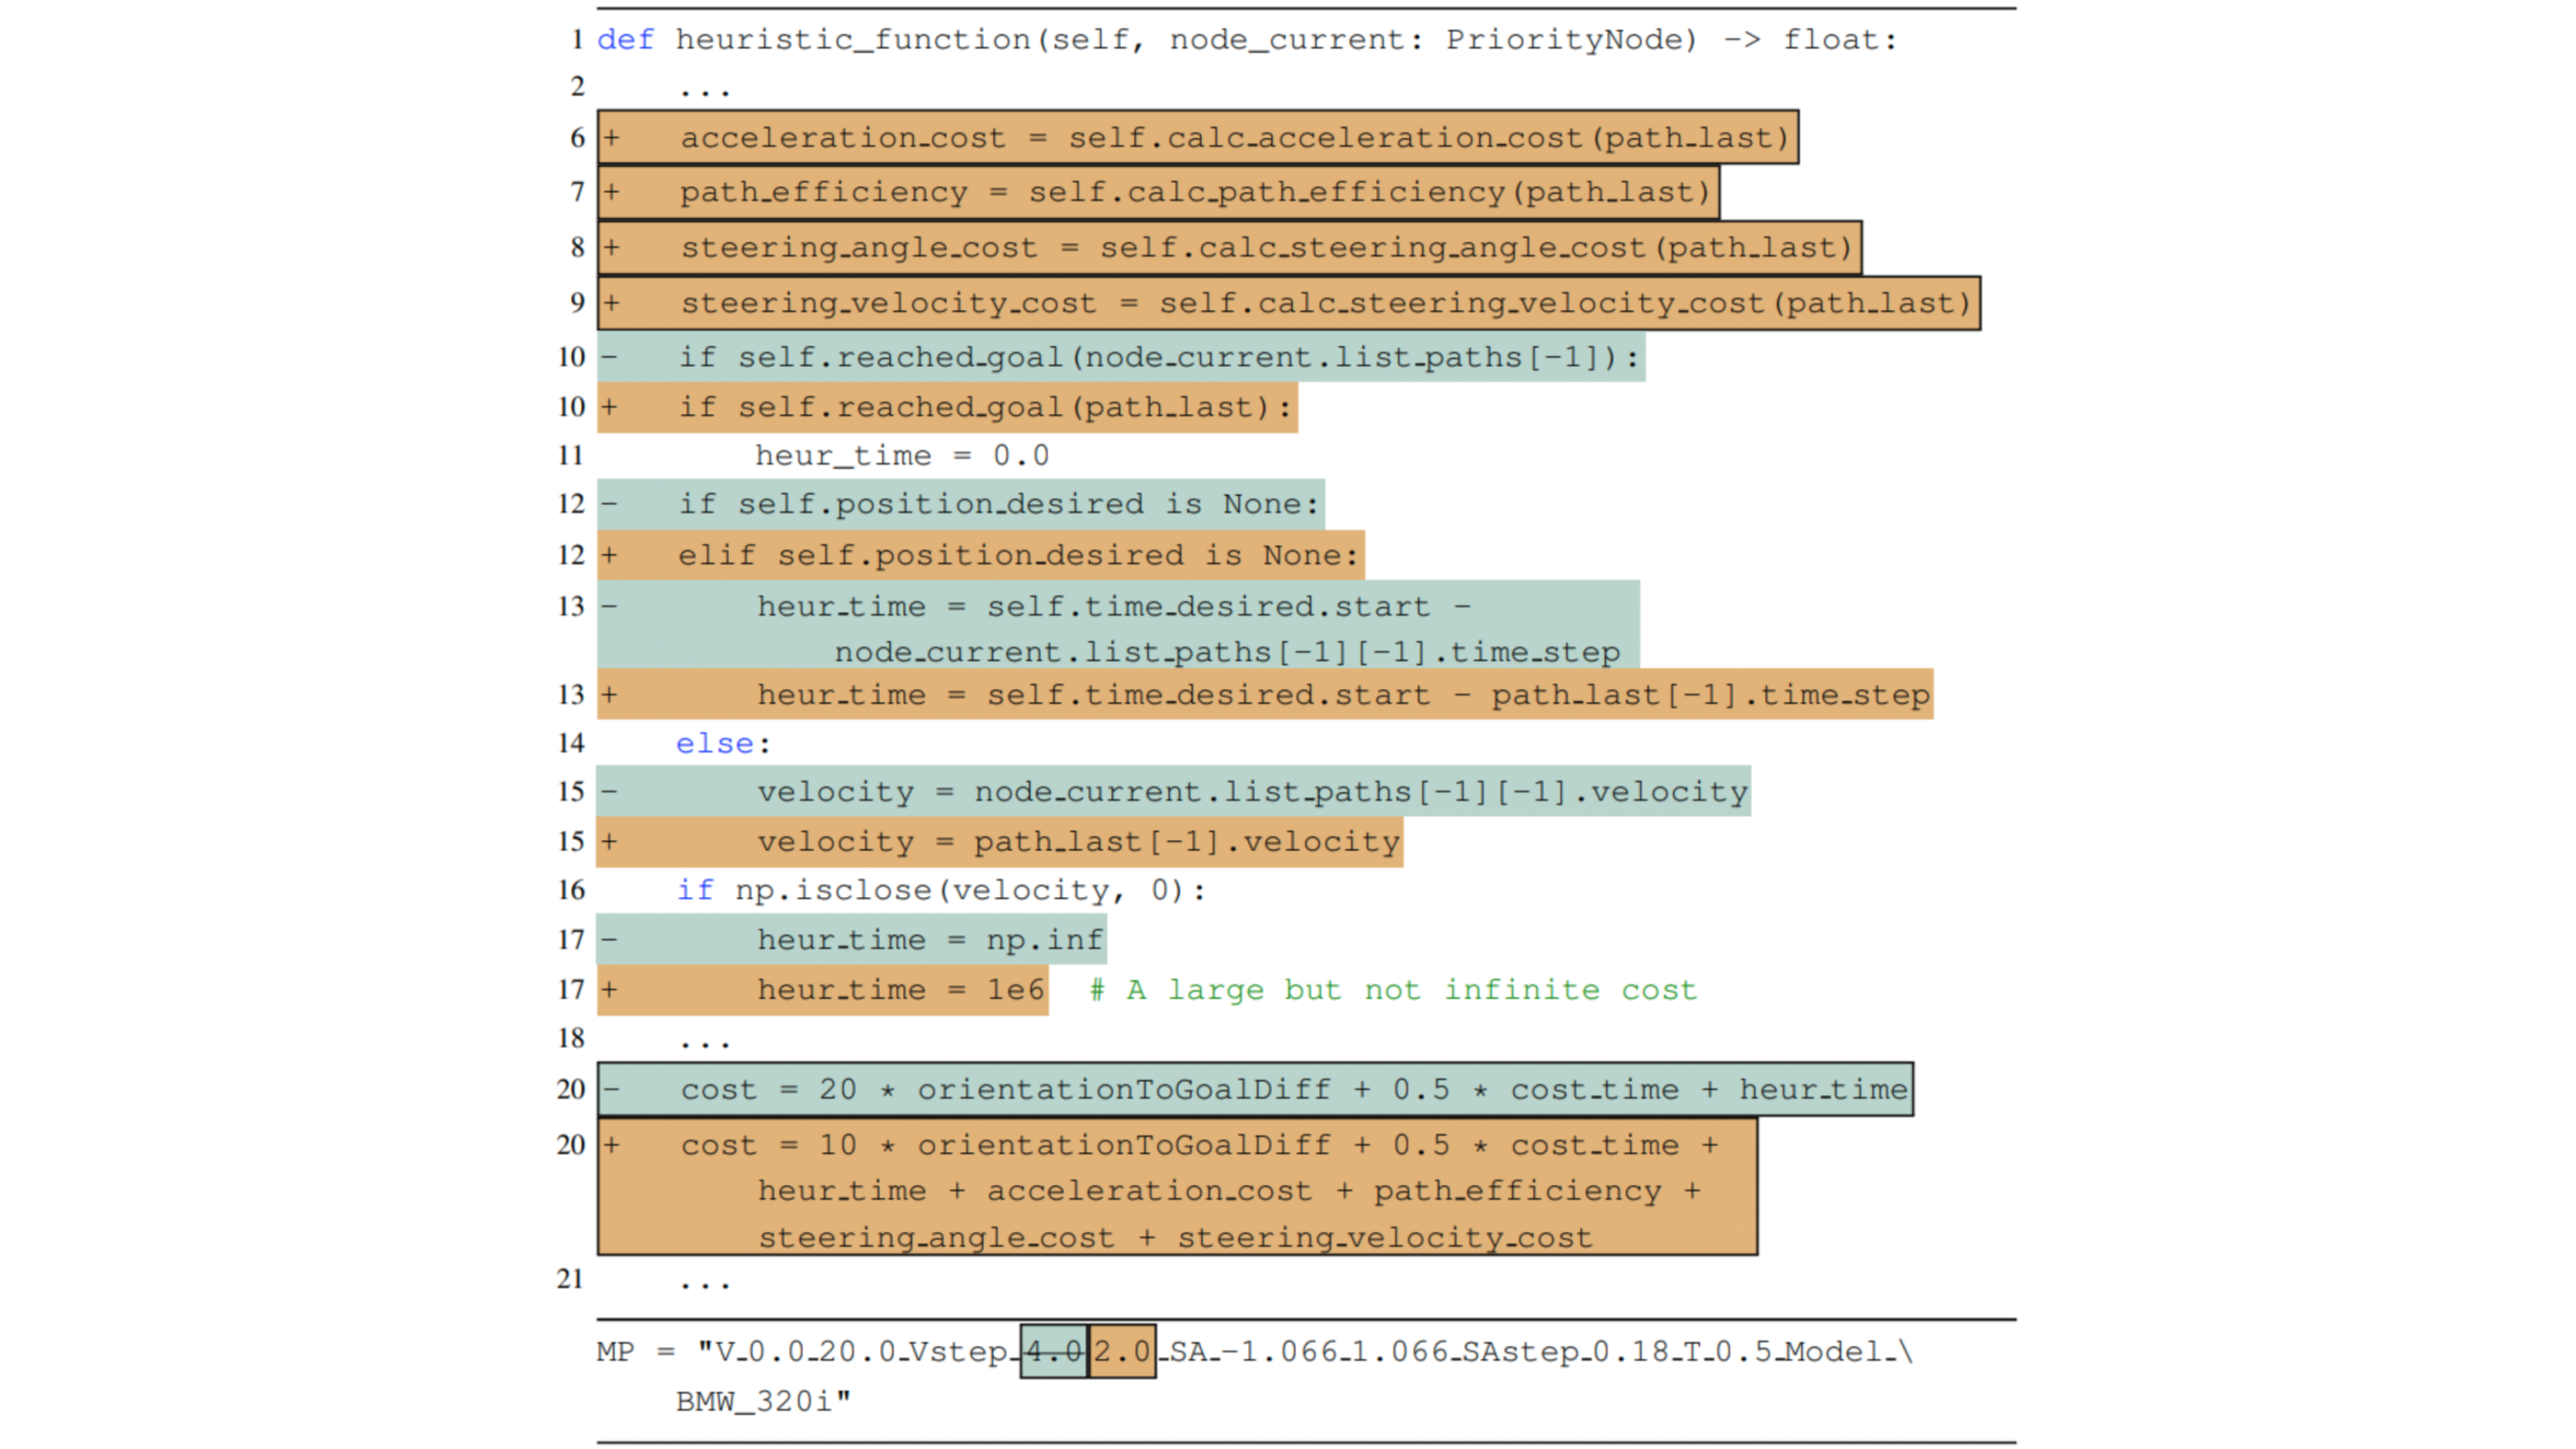 1 def heuristic_function(self, node_current: PriorityNode) -> float:
2     ...
6 +   acceleration_cost = self.calc_acceleration_cost(path_last)
7 +   path_efficiency = self.calc_path_efficiency(path_last)
8 +   steering_angle_cost = self.calc_steering_angle_cost(path_last)
9 +   steering_velocity_cost = self.calc_steering_velocity_cost(path_last)
10 -   if self.reached_goal(node_current.list_paths[-1]):
10 +   if self.reached_goal(path_last):
11         heur_time = 0.0
12 -   if self.position_desired is None:
12 +   elif self.position_desired is None:
13 -       heur_time = self.time_desired.start -
            node_current.list_paths[-1][-1].time_step
13 +       heur_time = self.time_desired.start - path_last[-1].time_step
14     else:
15 -       velocity = node_current.list_paths[-1][-1].velocity
15 +       velocity = path_last[-1].velocity
16     if np.isclose(velocity, 0):
17 -       heur_time = np.inf
17 +       heur_time = 1e6  # A large but not infinite cost
18     ...
20 -   cost = 20 * orientationToGoalDiff + 0.5 * cost_time + heur_time
20 +   cost = 10 * orientationToGoalDiff + 0.5 * cost_time +
        heur_time + acceleration_cost + path_efficiency +
        steering_angle_cost + steering_velocity_cost
21     ...
MP = "V_0.0_20.0_Vstep_4.0 2.0_SA_-1.066_1.066_SAstep_0.18_T_0.5_Model_\
    BMW_320i"